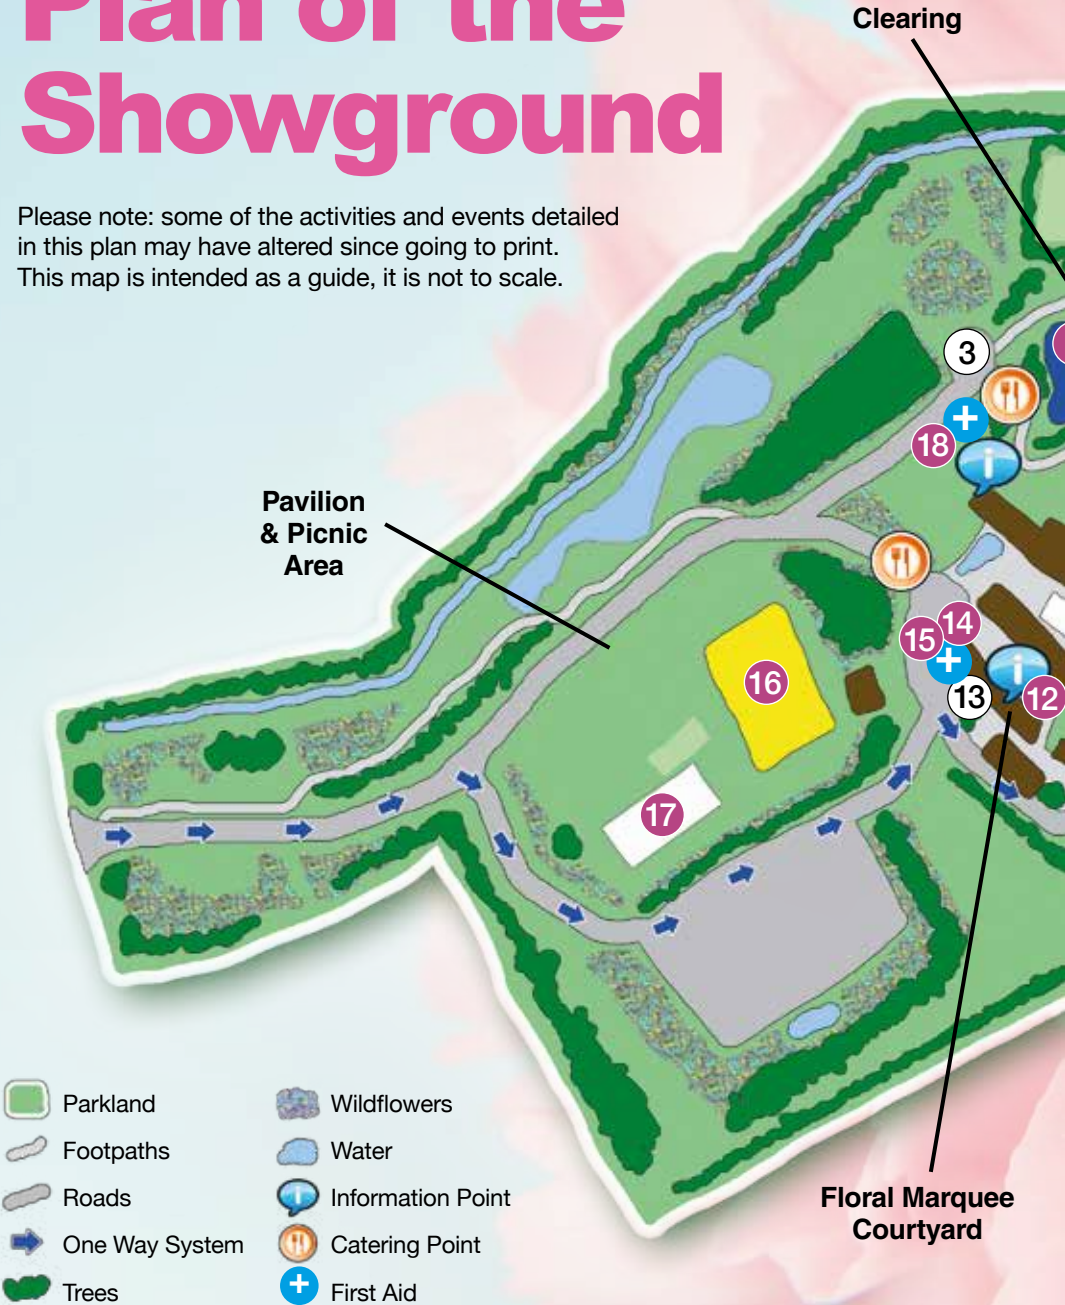 Plan of the
Showground
Please note: some of the activities and events detailed
in this plan may have altered since going to print.
This map is intended as a guide, it is not to scale.
Clearing
3
18
Pavilion
& Picnic
Area
14
15
16
13
12
17
Floral Marquee
Courtyard
Parkland
Footpaths
Roads
One Way System
Trees
Wildflowers
Water
Information Point
Catering Point
First Aid